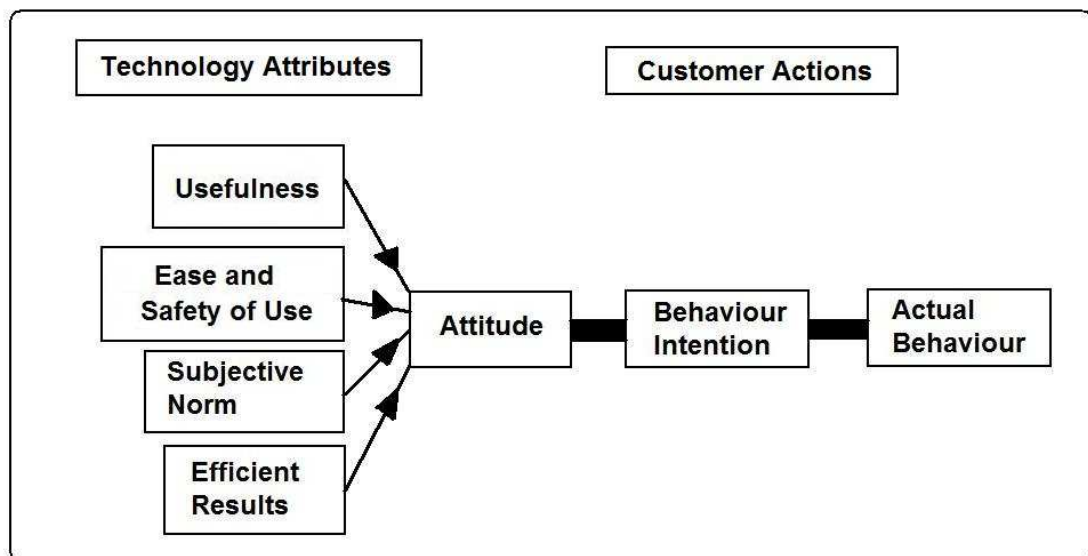 Technology Attributes
Customer Actions
Usefulness
Ease and
Safety of Use
Subjective
Norm
Efficient
Results
Attitude
Behaviour
Intention
Actual
Behaviour